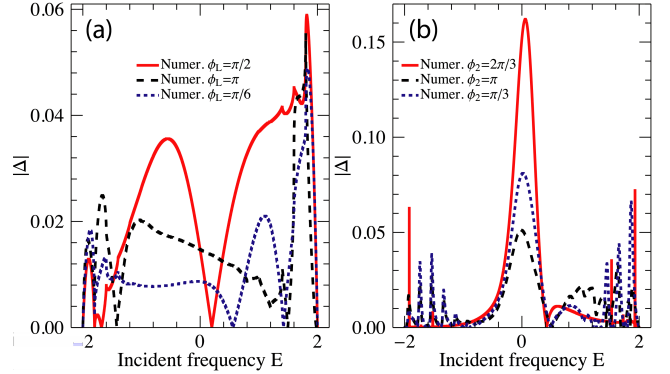 (a)
Numer. ϕL=π/2
Numer. ϕL=π
Numer. ϕL=π/6
0.06
0.04
0.02
0.00
|Δ|
−2
0
2
Incident frequency E
(b)
Numer. ϕ2=2π/3
Numer. ϕ2=π
Numer. ϕ2=π/3
0.15
0.10
0.05
0.00
|Δ|
−2
0
2
Incident frequency E